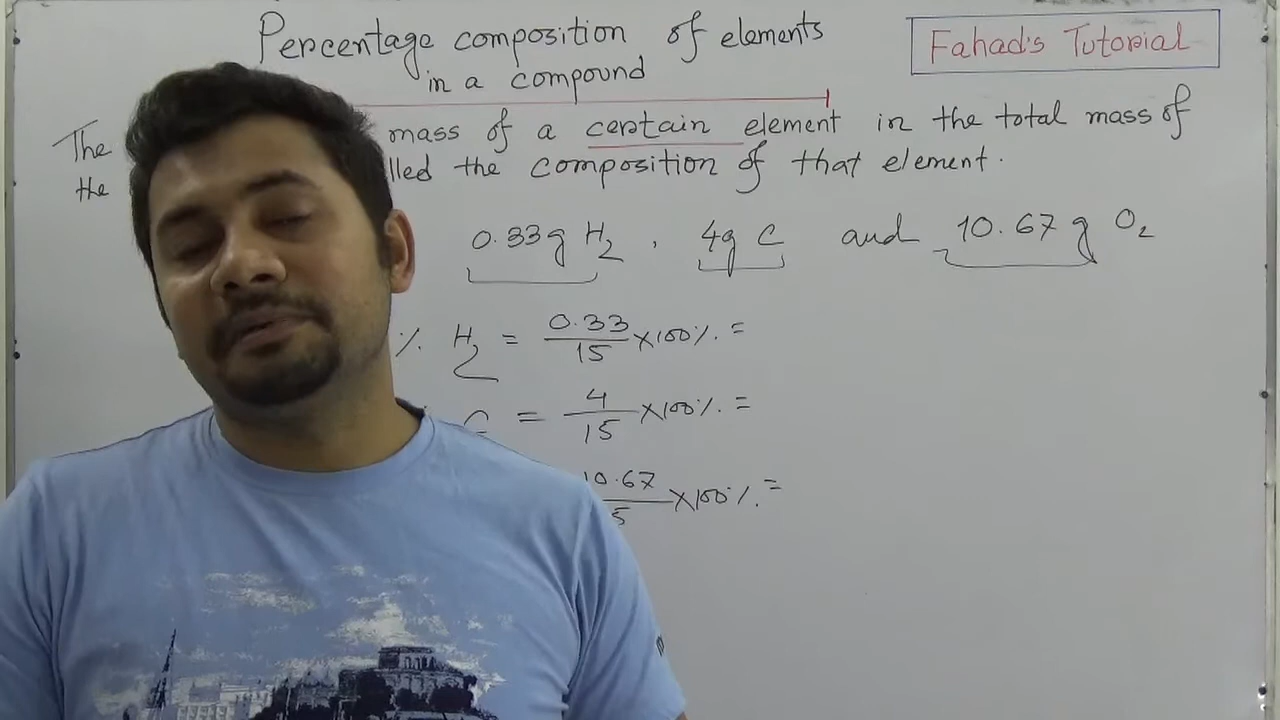 Percentage composition of elements
in a compound
Fahad's Tutorial
The mass of a certain element in the total mass of
the lled the composition of that element.
0.33g H₂, 4g C and 10.67 g O₂
% H₂ = 0.33/15 ×100% =
C = 4/15 ×100% =
10.67/5 ×100% =